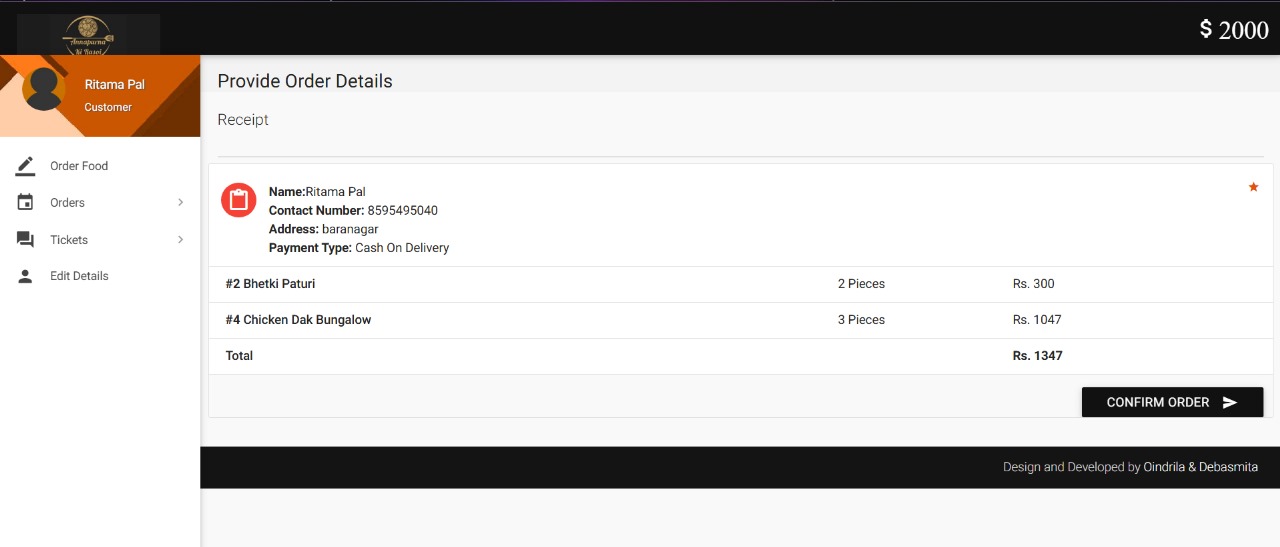 Annapurna
Ki Rasoi
$ 2000
Ritama Pal
Customer
Order Food
Orders
Tickets
Edit Details
Provide Order Details
Receipt
Name:Ritama Pal
Contact Number: 8595495040
Address: baranagar
Payment Type: Cash On Delivery
#2 Bhetki Paturi 2 Pieces Rs. 300
#4 Chicken Dak Bungalow 3 Pieces Rs. 1047
Total Rs. 1347
CONFIRM ORDER
Design and Developed by Oindrila & Debasmita